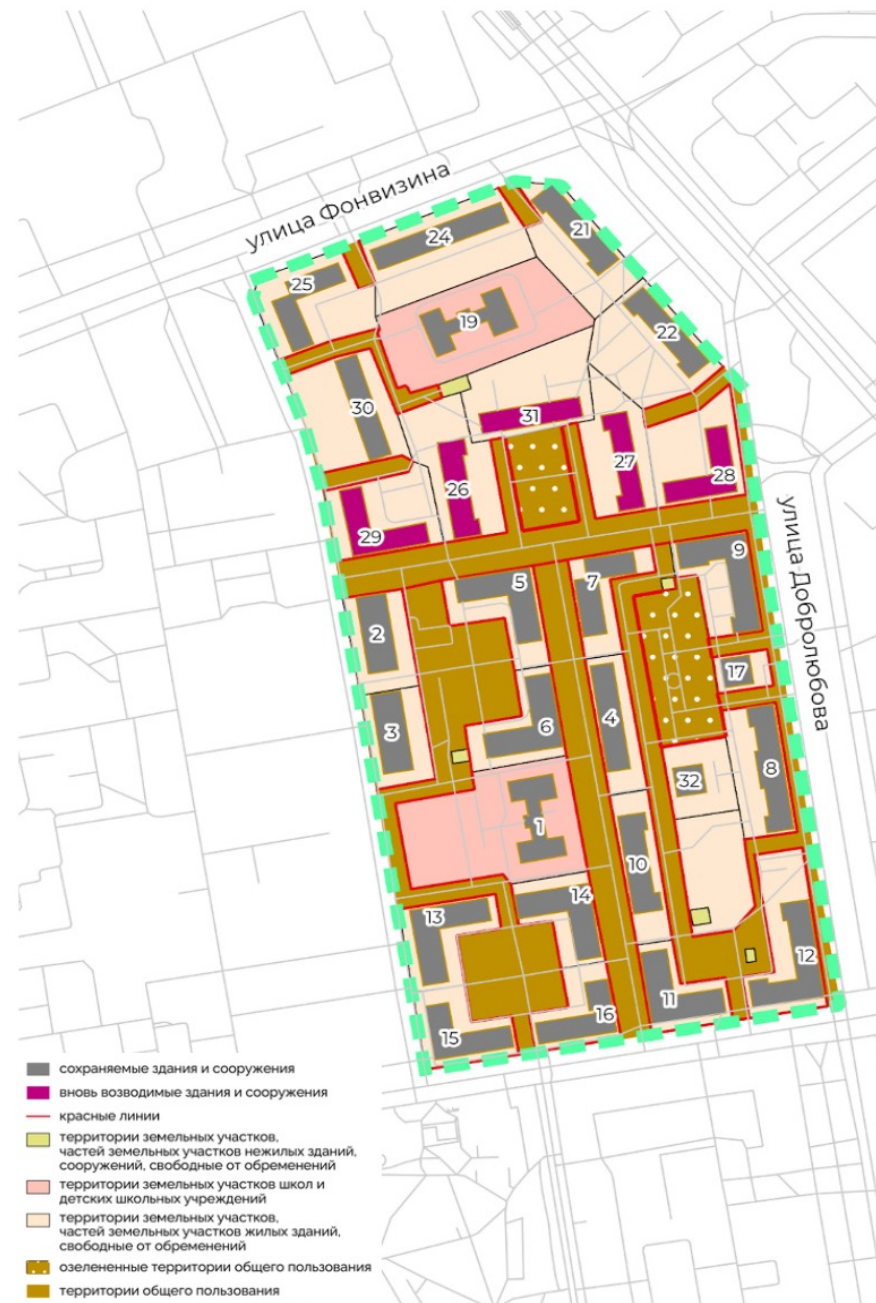 улица Фонвизина
24
21
25
19
22
30
31
27
28
26
29
9
5
7
2
17
улица Добролюбова
4
3
6
8
32
1
10
14
13
12
11
16
15
сохраняемые здания и сооружения
вновь возводимые здания и сооружения
красные линии
территории земельных участков,
частей земельных участков нежилых зданий,
сооружений, свободные от обременений
территории земельных участков школ и
детских школьных учреждений
территории земельных участков,
частей земельных участков жилых зданий,
свободные от обременений
озелененные территории общего пользования
территории общего пользования